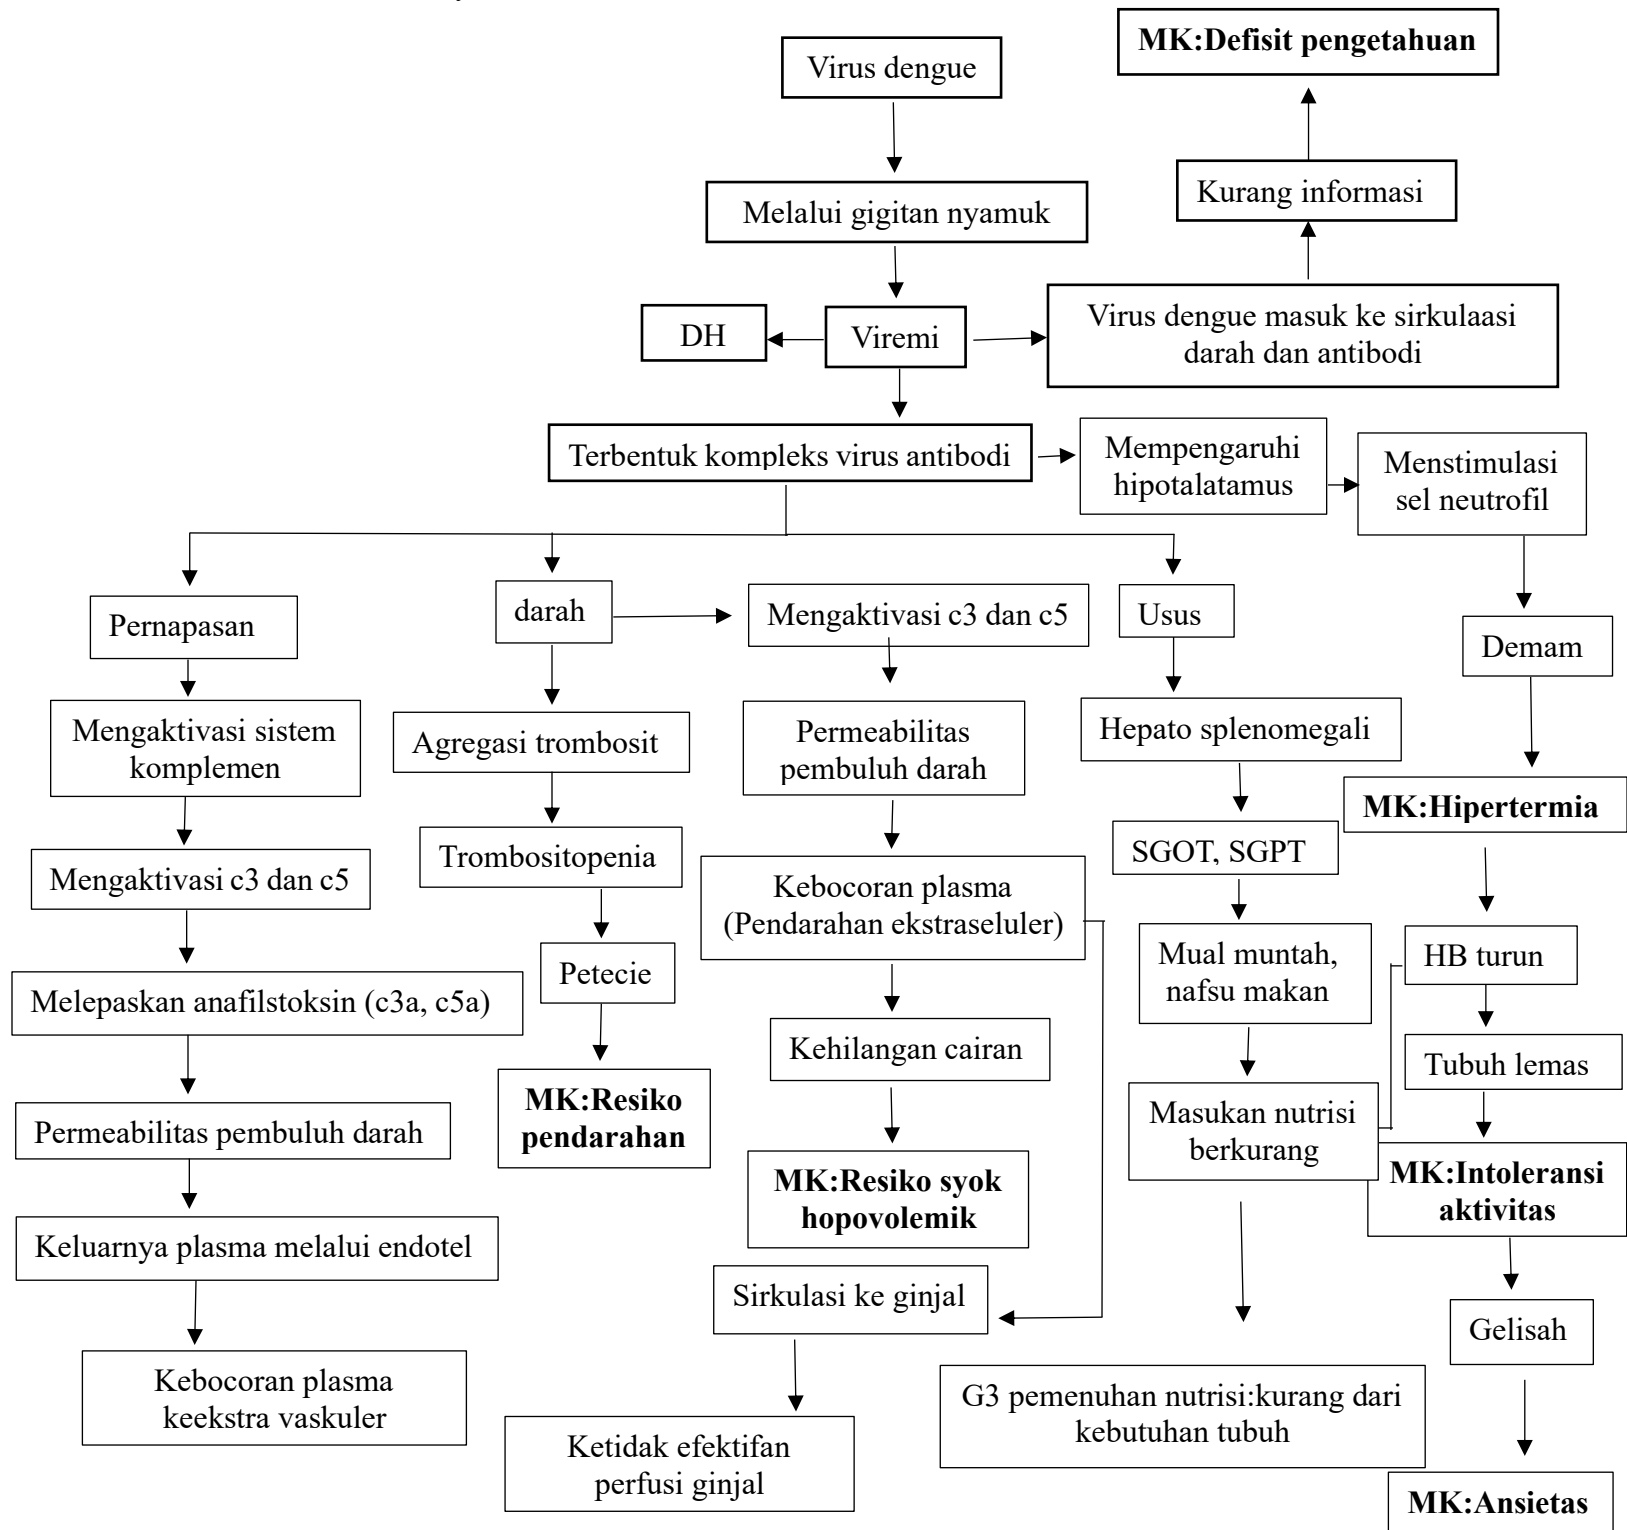 MK:Defisit pengetahuan
Virus dengue
Kurang informasi
Melalui gigitan nyamuk
DH
Viremi
Virus dengue masuk ke sirkulaasi
darah dan antibodi
Terbentuk kompleks virus antibodi
Mempengaruhi
hipotalatamus
Menstimulasi
sel neutrofil
Pernapasan
darah
Mengaktivasi c3 dan c5
Usus
Demam
Mengaktivasi sistem
komplemen
Agregasi trombosit
Permeabilitas
pembuluh darah
Hepato splenomegali
MK:Hipertermia
Mengaktivasi c3 dan c5
Trombositopenia
Kebocoran plasma
(Pendarahan ekstraseluler)
SGOT, SGPT
Mual muntah,
nafsu makan
HB turun
Melepaskan anafilstoksin (c3a, c5a)
Petecie
Kehilangan cairan
Tubuh lemas
Permeabilitas pembuluh darah
MK:Resiko
pendarahan
Masukan nutrisi
berkurang
MK:Resiko syok
hopovolemik
MK:Intoleransi
aktivitas
Keluarnya plasma melalui endotel
Sirkulasi ke ginjal
Gelisah
Kebocoran plasma
keekstra vaskuler
G3 pemenuhan nutrisi:kurang dari
kebutuhan tubuh
Ketidak efektifan
perfusi ginjal
MK:Ansietas